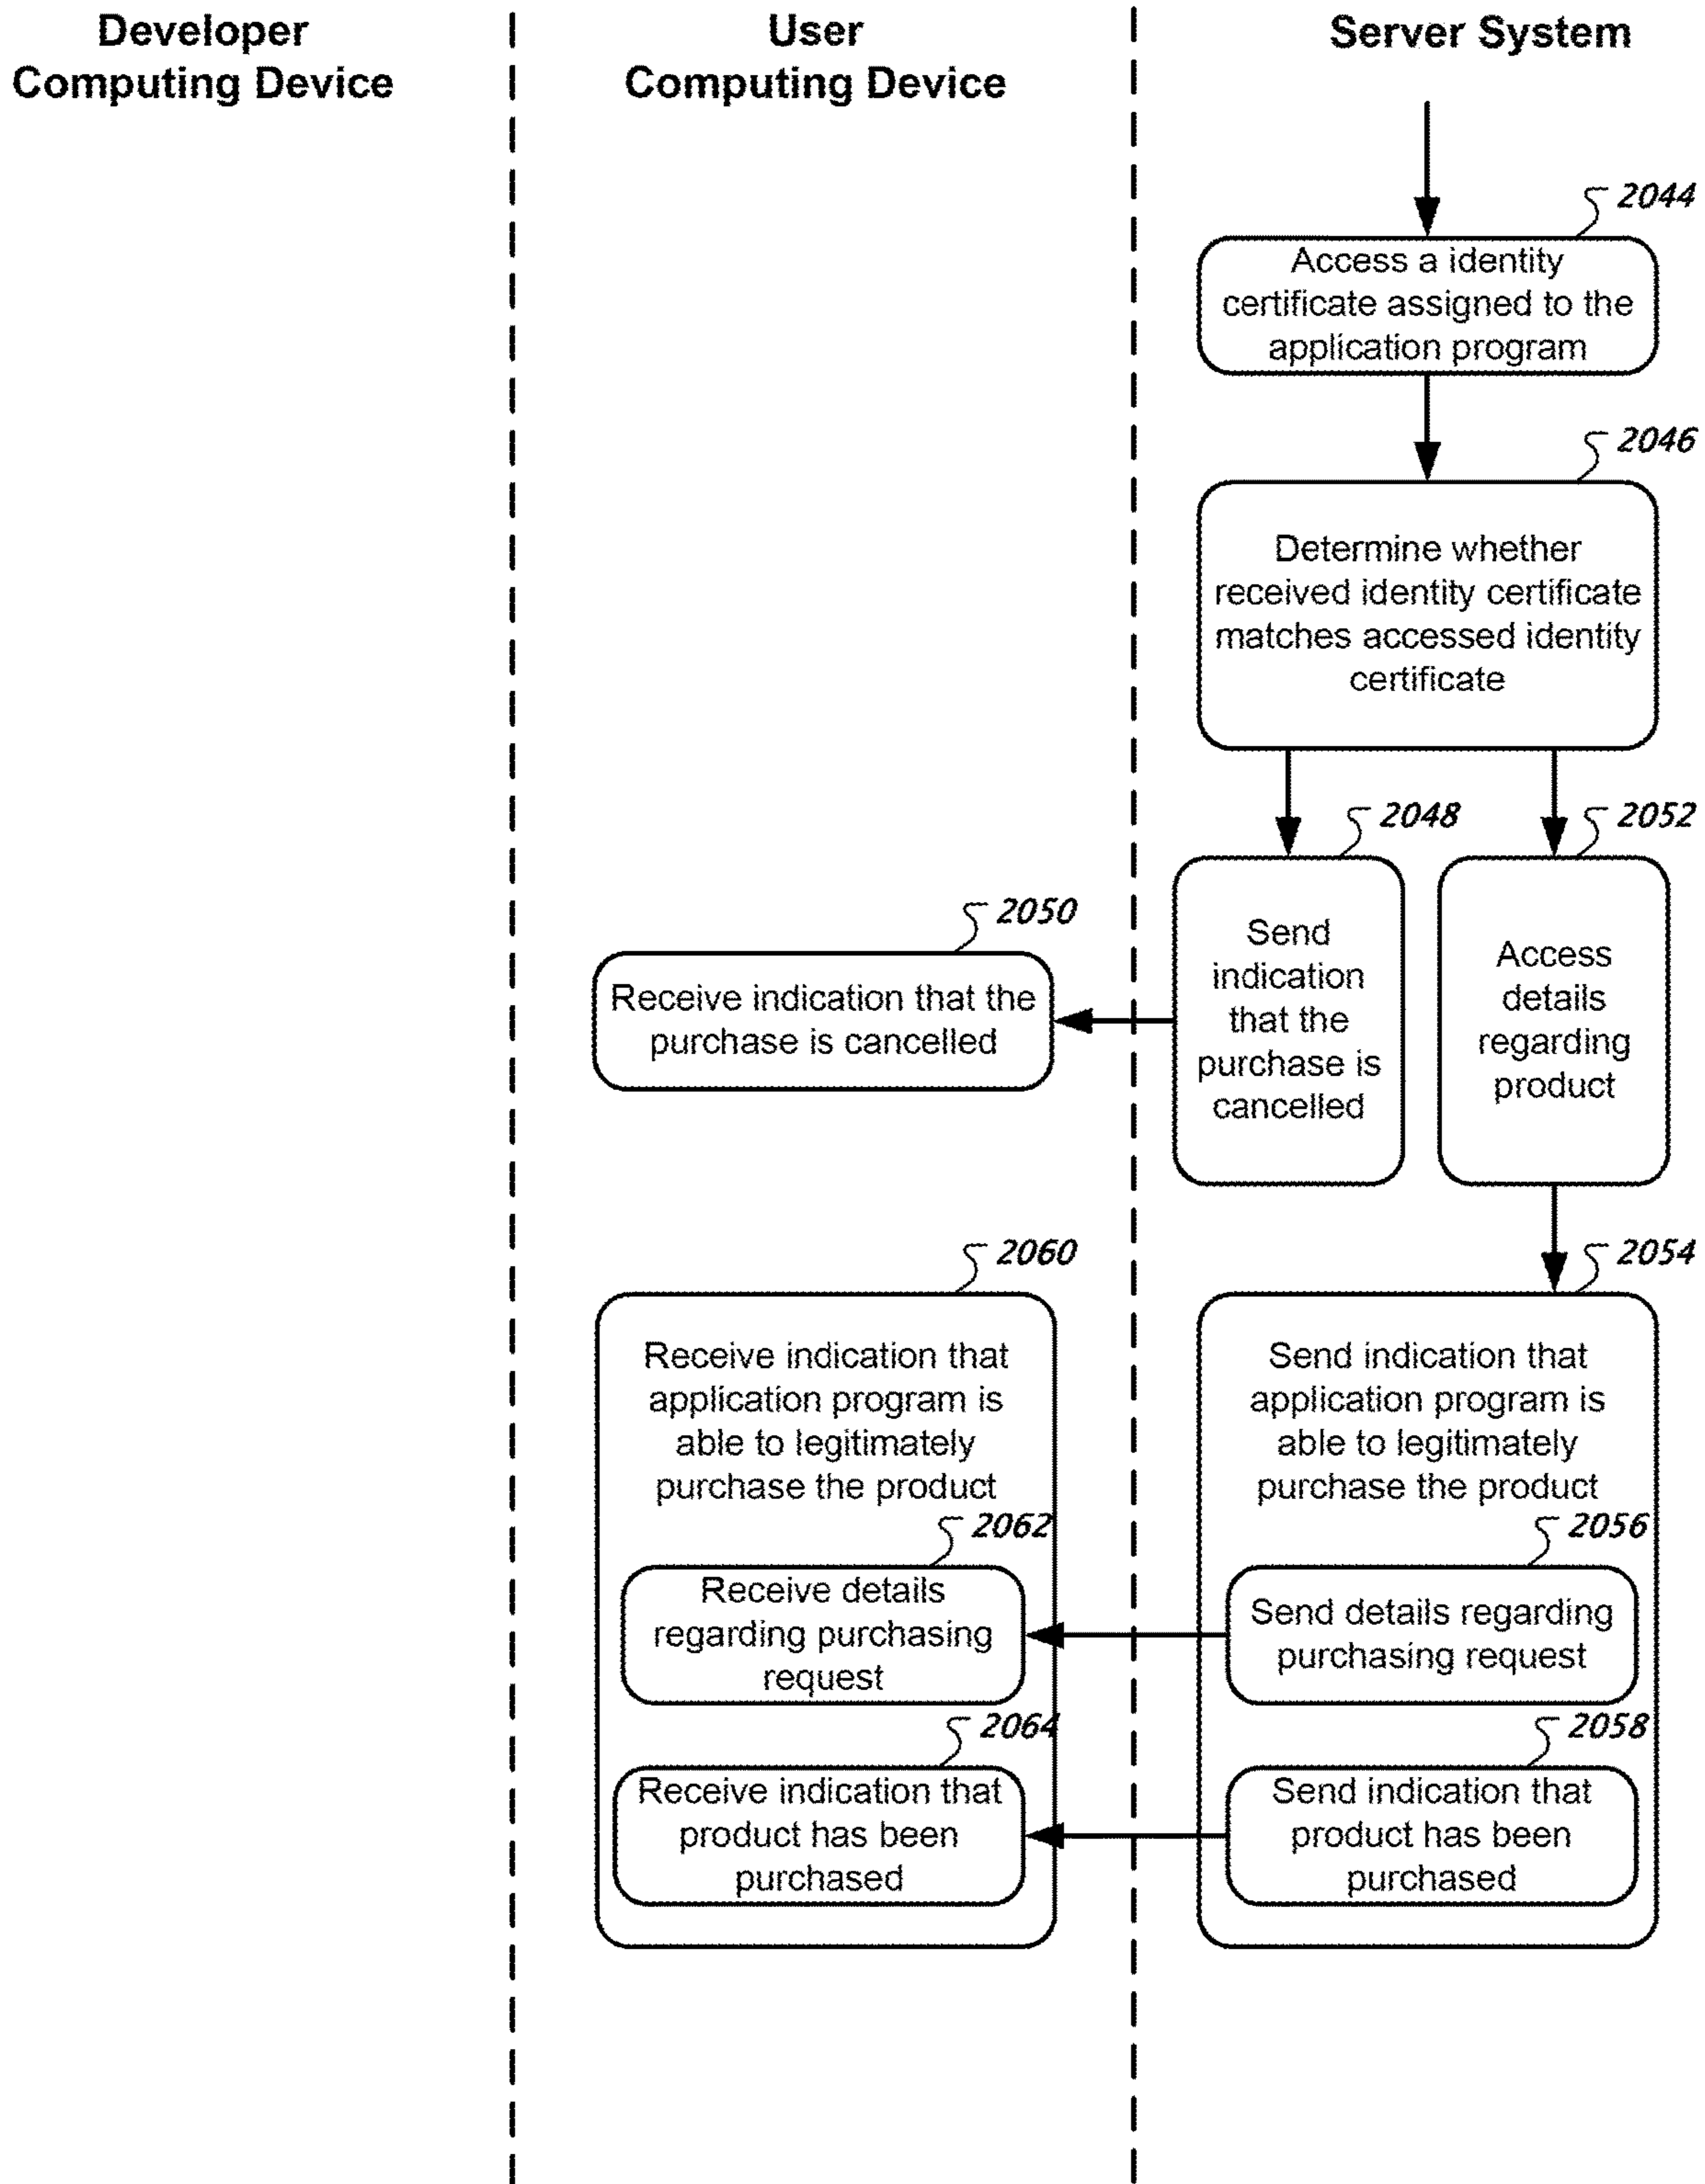 Developer
Computing Device
User
Computing Device
Server System
2044
Access a identity
certificate assigned to the
application program
2046
Determine whether
received identity certificate
matches accessed identity
certificate
2048
Send
indication
that the
purchase is
cancelled
2052
Access
details
regarding
product
2050
Receive indication that the
purchase is cancelled
2060
Receive indication that
application program is
able to legitimately
purchase the product
2062
Receive details
regarding purchasing
request
2064
Receive indication that
product has been
purchased
2054
Send indication that
application program is
able to legitimately
purchase the product
2056
Send details regarding
purchasing request
2058
Send indication that
product has been
purchased